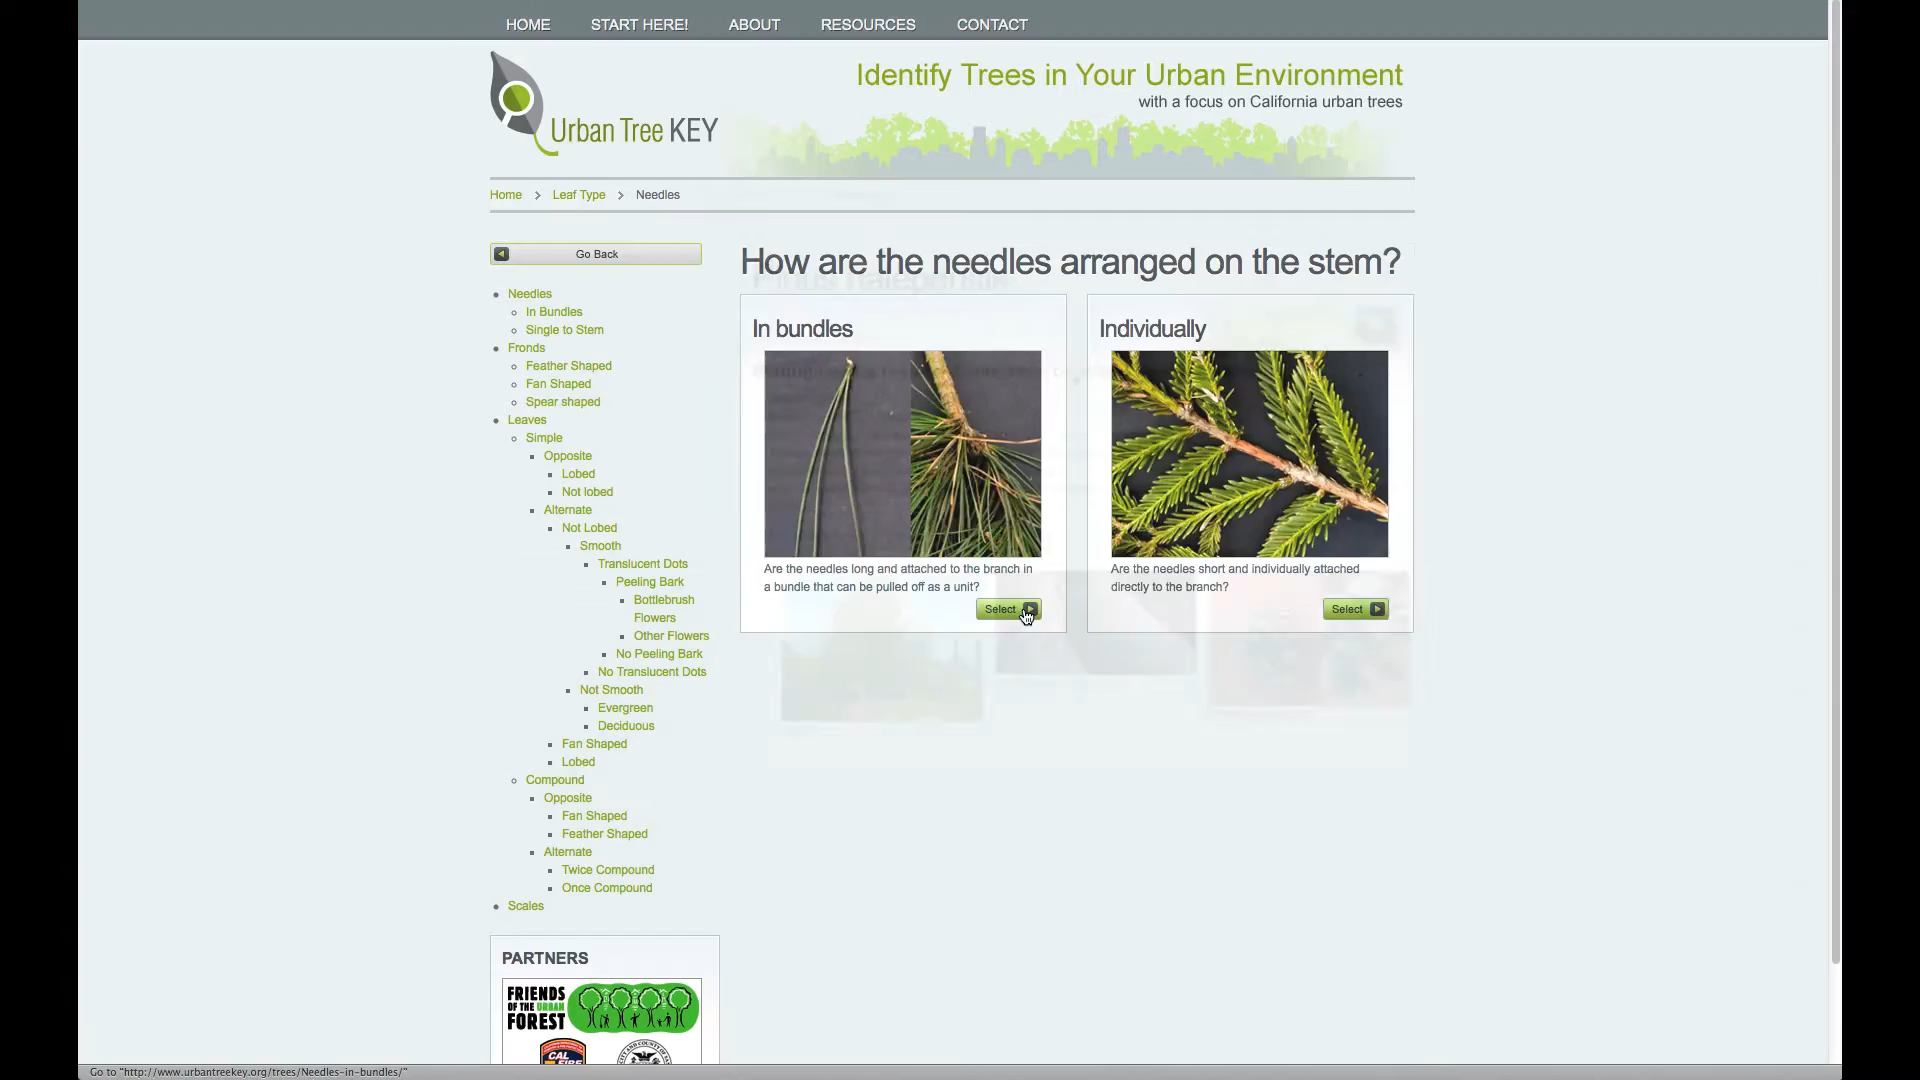 HOME START HERE! ABOUT RESOURCES CONTACT
Urban Tree KEY
Identify Trees in Your Urban Environment
with a focus on California urban trees
Home > Leaf Type > Needles
Go Back
Needles
In Bundles
Single to Stem
Fronds
Feather Shaped
Fan Shaped
Spear shaped
Leaves
Simple
Opposite
Lobed
Not lobed
Alternate
Not Lobed
Smooth
Translucent Dots
Peeling Bark
Bottlebrush
Flowers
Other Flowers
No Peeling Bark
No Translucent Dots
Not Smooth
Evergreen
Deciduous
Fan Shaped
Lobed
Compound
Opposite
Fan Shaped
Feather Shaped
Alternate
Twice Compound
Once Compound
Scales
PARTNERS
FRIENDS
OF THE URBAN
FOREST
CAL
FIRE
How are the needles arranged on the stem?
In bundles
Are the needles long and attached to the branch in
a bundle that can be pulled off as a unit?
Select
Individually
Are the needles short and individually attached
directly to the branch?
Select
Go to "http://www.urbantreekey.org/trees/Needles-in-bundles/"